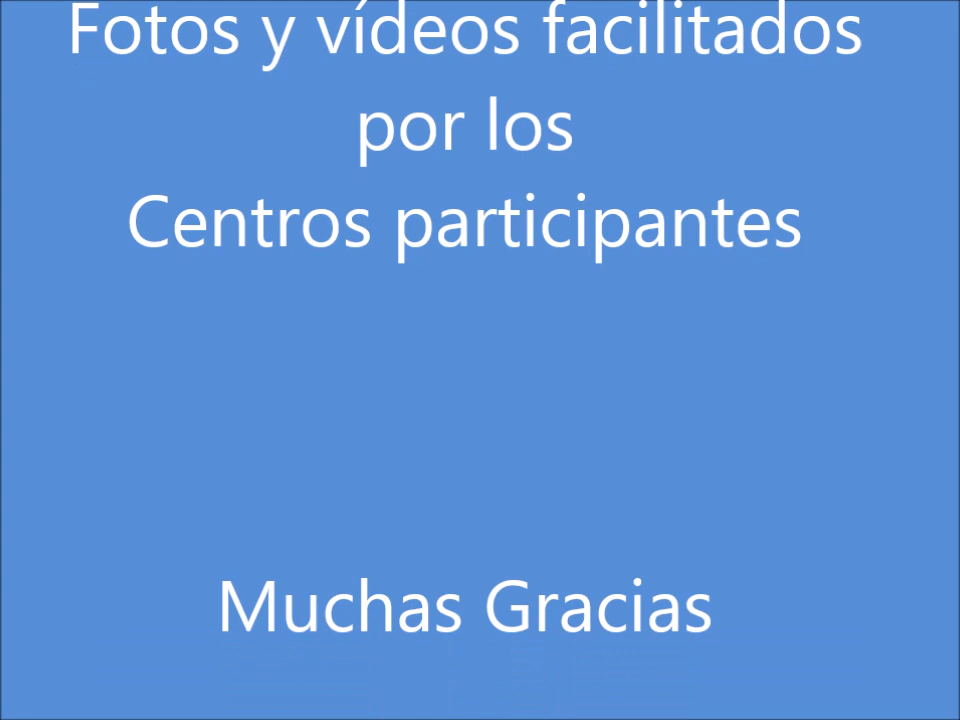 Fotos y vídeos facilitados
por los
Centros participantes
Muchas Gracias